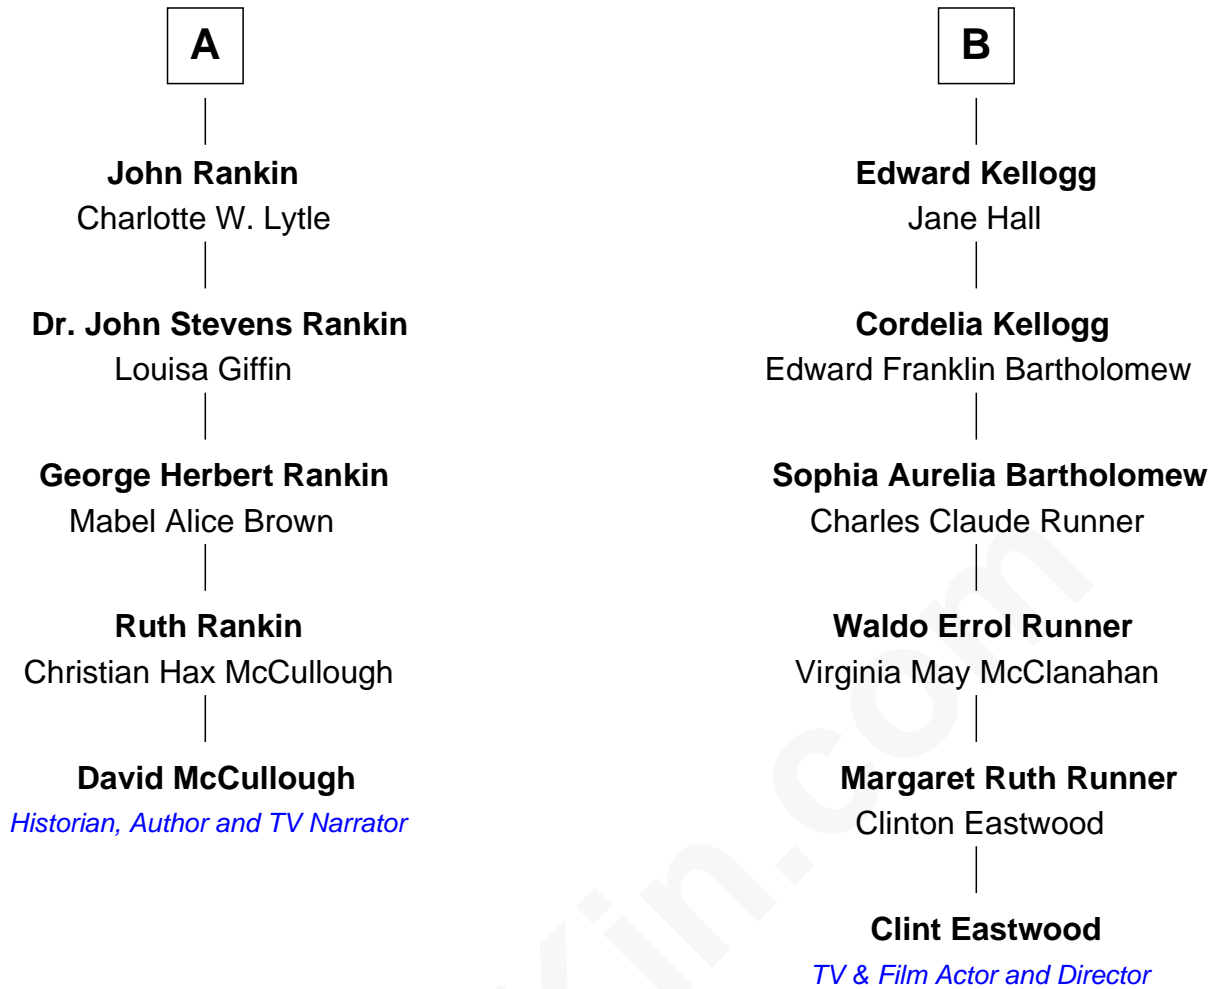 A
John Rankin
Charlotte W. Lytle
Dr. John Stevens Rankin
Louisa Giffin
George Herbert Rankin
Mabel Alice Brown
Ruth Rankin
Christian Hax McCullough
David McCullough
Historian, Author and TV Narrator
B
Edward Kellogg
Jane Hall
Cordelia Kellogg
Edward Franklin Bartholomew
Sophia Aurelia Bartholomew
Charles Claude Runner
Waldo Errol Runner
Virginia May McClanahan
Margaret Ruth Runner
Clinton Eastwood
Clint Eastwood
TV & Film Actor and Director
Kin.com